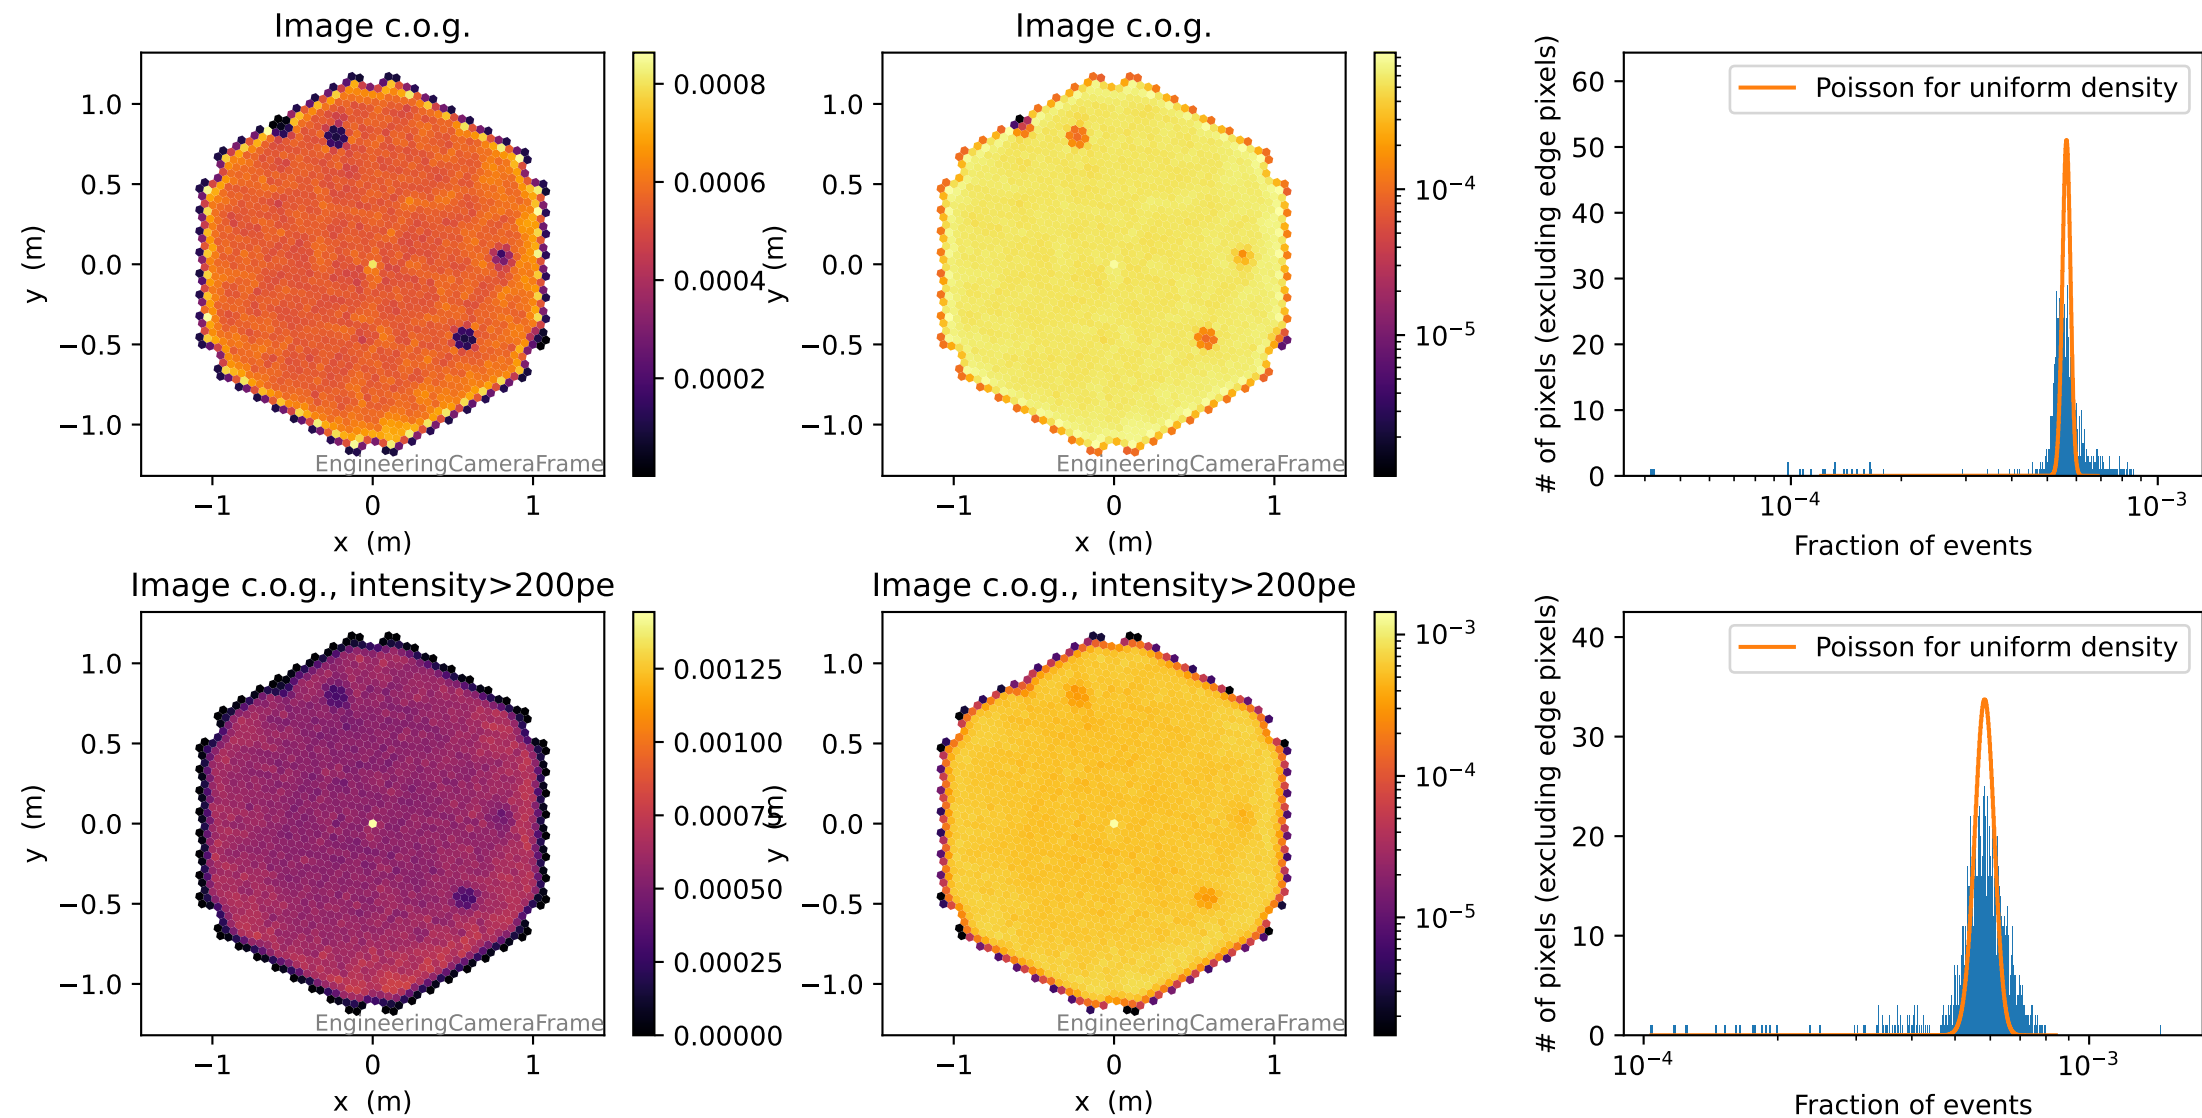 Image c.o.g.
1.0
0.5
0.0
−0.5
−1.0
y (m)
−1
0
1
x (m)
EngineeringCameraFrame
0.0008
0.0006
0.0004
0.0002
Image c.o.g.
1.0
0.5
0.0
−0.5
−1.0
y (m)
−1
0
1
x (m)
EngineeringCameraFrame
10⁻⁴
10⁻⁵
60
50
40
30
20
10
0
# of pixels (excluding edge pixels)
Poisson for uniform density
10⁻⁴
10⁻³
Fraction of events
Image c.o.g., intensity>200pe
1.0
0.5
0.0
−0.5
−1.0
y (m)
−1
0
1
x (m)
EngineeringCameraFrame
0.00125
0.00100
0.00075
0.00050
0.00025
0.00000
Image c.o.g., intensity>200pe
1.0
0.5
0.0
−0.5
−1.0
y (m)
−1
0
1
x (m)
EngineeringCameraFrame
10⁻³
10⁻⁴
10⁻⁵
40
30
20
10
0
# of pixels (excluding edge pixels)
Poisson for uniform density
10⁻⁴
10⁻³
Fraction of events